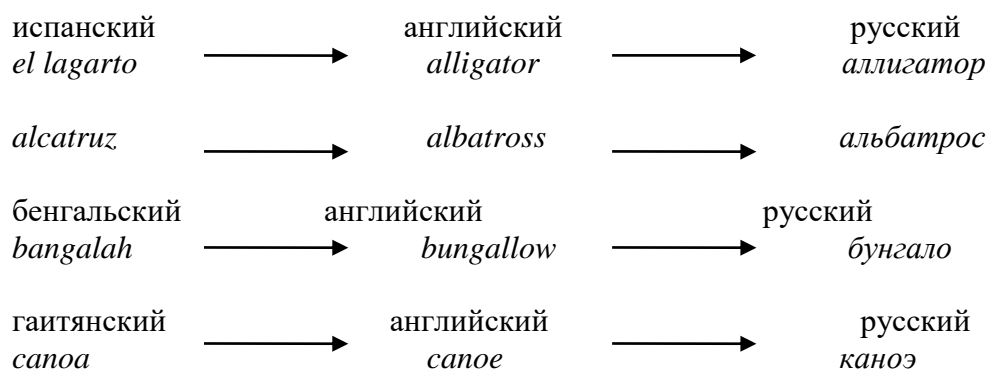 испанский английский русский
el lagarto alligator аллигатор
alcatruz albatross альбатрос
бенгальский английский русский
bangalah bungallow бунгало
гаитянский английский русский
canoa canoe каноэ